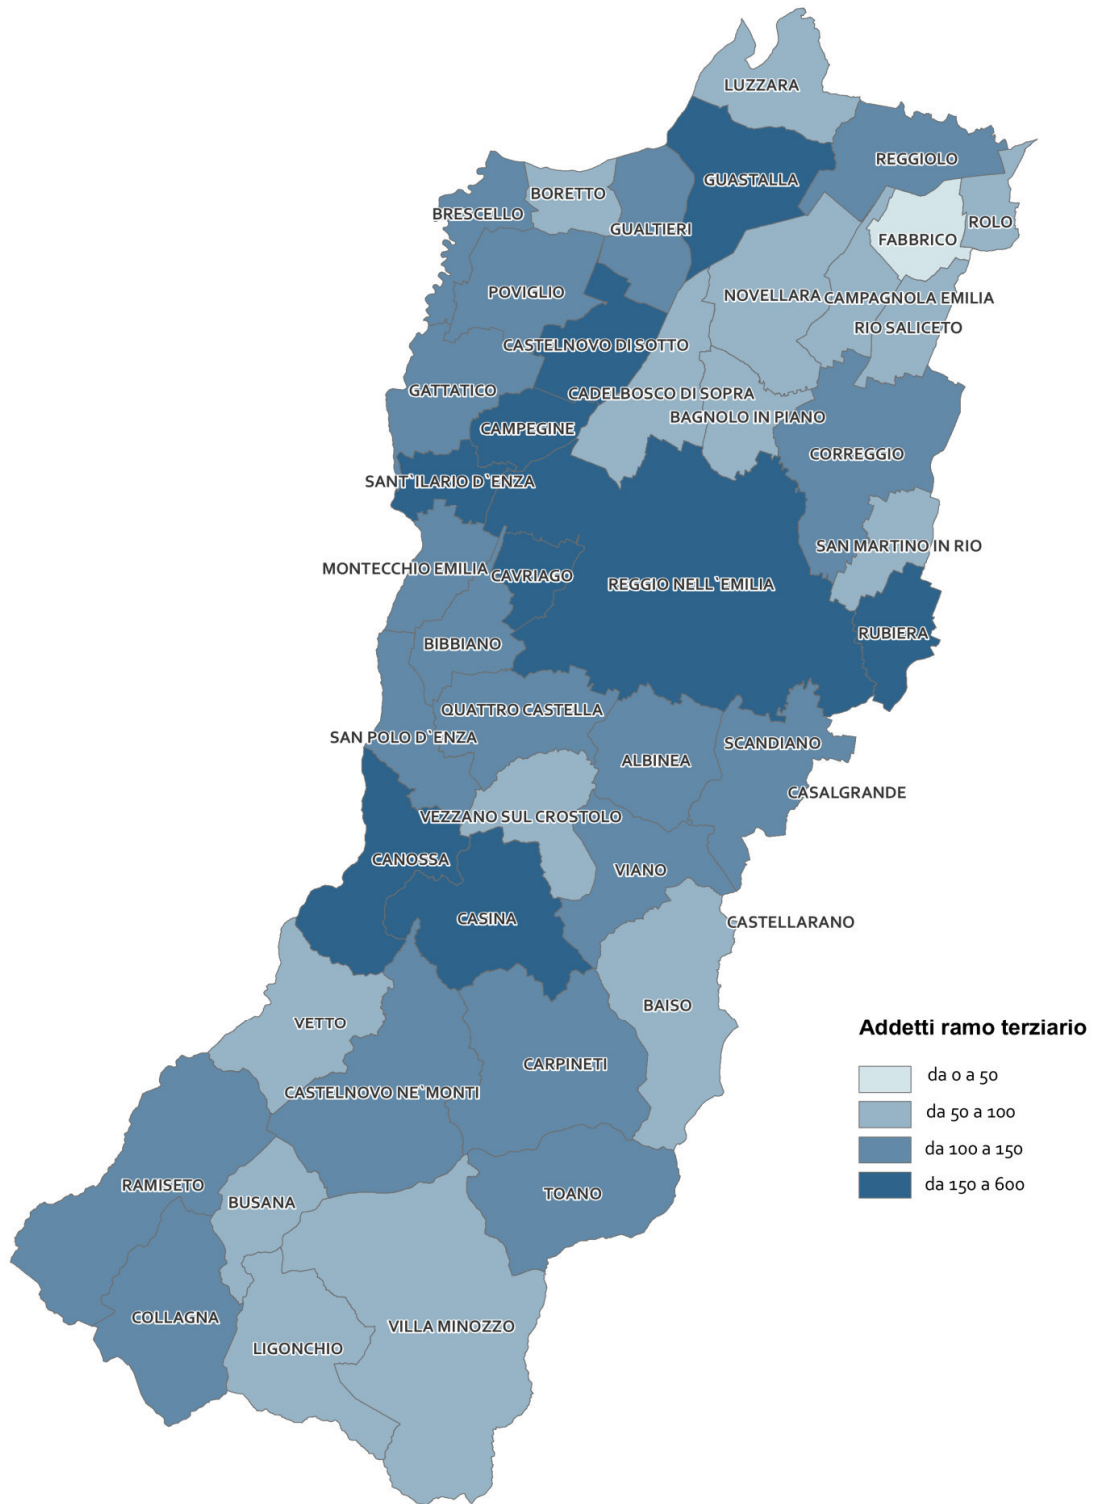 LUZZARA
REGGIOLO
GUASTALLA
BORETTO
BRESCELLO
ROLO
GUALTIERI
FABBRICO
POVIGLIO
NOVELLARA
CAMPAGNOLA EMILIA
RIO SALICETO
CASTELNOVO DI SOTTO
GATTATICO
CADELBOSCO DI SOPRA
BAGNOLO IN PIANO
CAMPEGINE
CORREGGIO
SANT`ILARIO D`ENZA
SAN MARTINO IN RIO
MONTECCHIO EMILIA
CAVRIAGO
REGGIO NELL`EMILIA
RUBIERA
BIBBIANO
QUATTRO CASTELLA
SAN POLO D`ENZA
SCANDIANO
ALBINEA
CASALGRANDE
VEZZANO SUL CROSTOLO
CANOSSA
VIANO
CASINA
CASTELLARANO
BAISO
VETTO
CARPINETI
CASTELNOVO NE`MONTI
RAMISETO
TOANO
BUSANA
COLLAGNA
VILLA MINOZZO
LIGONCHIO
Addetti ramo terziario
da 0 a 50
da 50 a 100
da 100 a 150
da 150 a 600